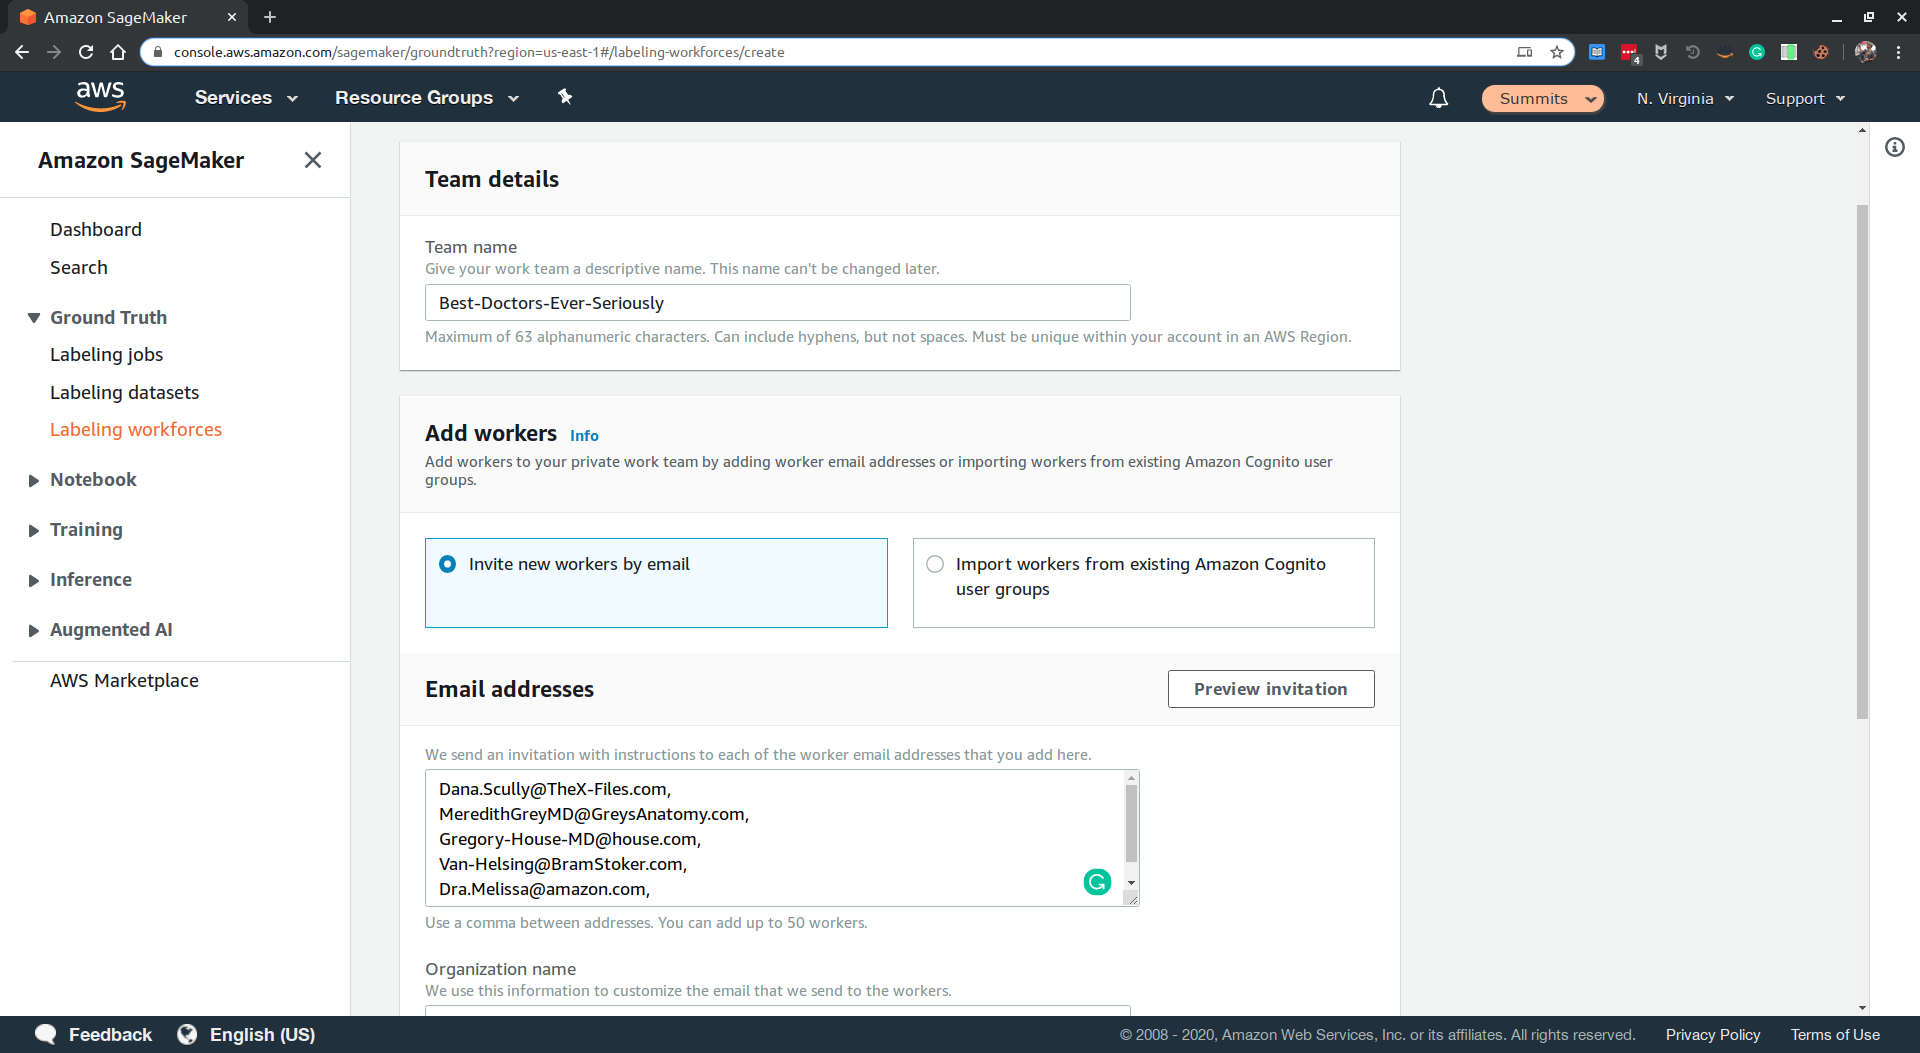 Amazon SageMaker
console.aws.amazon.com/sagemaker/groundtruth?region=us-east-1#/labeling-workforces/create
4
aws
Services
Resource Groups
Summits
N. Virginia
Support
Amazon SageMaker
Dashboard
Search
Ground Truth
Labeling jobs
Labeling datasets
Labeling workforces
Notebook
Training
Inference
Augmented AI
AWS Marketplace
Team details
Team name
Give your work team a descriptive name. This name can't be changed later.
Best-Doctors-Ever-Seriously
Maximum of 63 alphanumeric characters. Can include hyphens, but not spaces. Must be unique within your account in an AWS Region.
Add workers Info
Add workers to your private work team by adding worker email addresses or importing workers from existing Amazon Cognito user
groups.
Invite new workers by email
Import workers from existing Amazon Cognito
user groups
Email addresses
Preview invitation
We send an invitation with instructions to each of the worker email addresses that you add here.
Dana.Scully@TheX-Files.com,
MeredithGreyMD@GreysAnatomy.com,
Gregory-House-MD@house.com,
Van-Helsing@BramStoker.com,
Dra.Melissa@amazon.com,
Use a comma between addresses. You can add up to 50 workers.
Organization name
We use this information to customize the email that we send to the workers.
Feedback
English (US)
© 2008 - 2020, Amazon Web Services, Inc. or its affiliates. All rights reserved.
Privacy Policy
Terms of Use